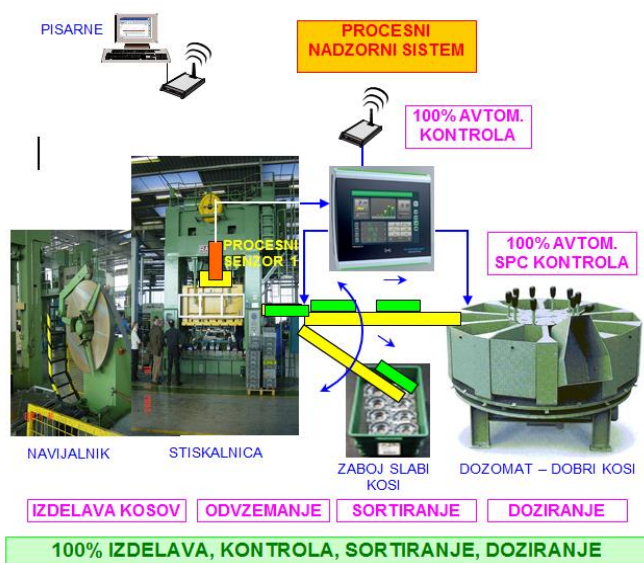 PISARNE
PROCESNI
NADZORNI SISTEM
100% AVTOM.
KONTROLA
PROCESNI
SENZOR 1
100% AVTOM.
SPC KONTROLA
NAVIJALNIK
STISKALNICA
ZABOJ SLABI
KOSI
DOZOMAT – DOBRI KOSI
IZDELAVA KOSOV
ODVZEMANJE
SORTIRANJE
DOZIRANJE
100% IZDELAVA, KONTROLA, SORTIRANJE, DOZIRANJE